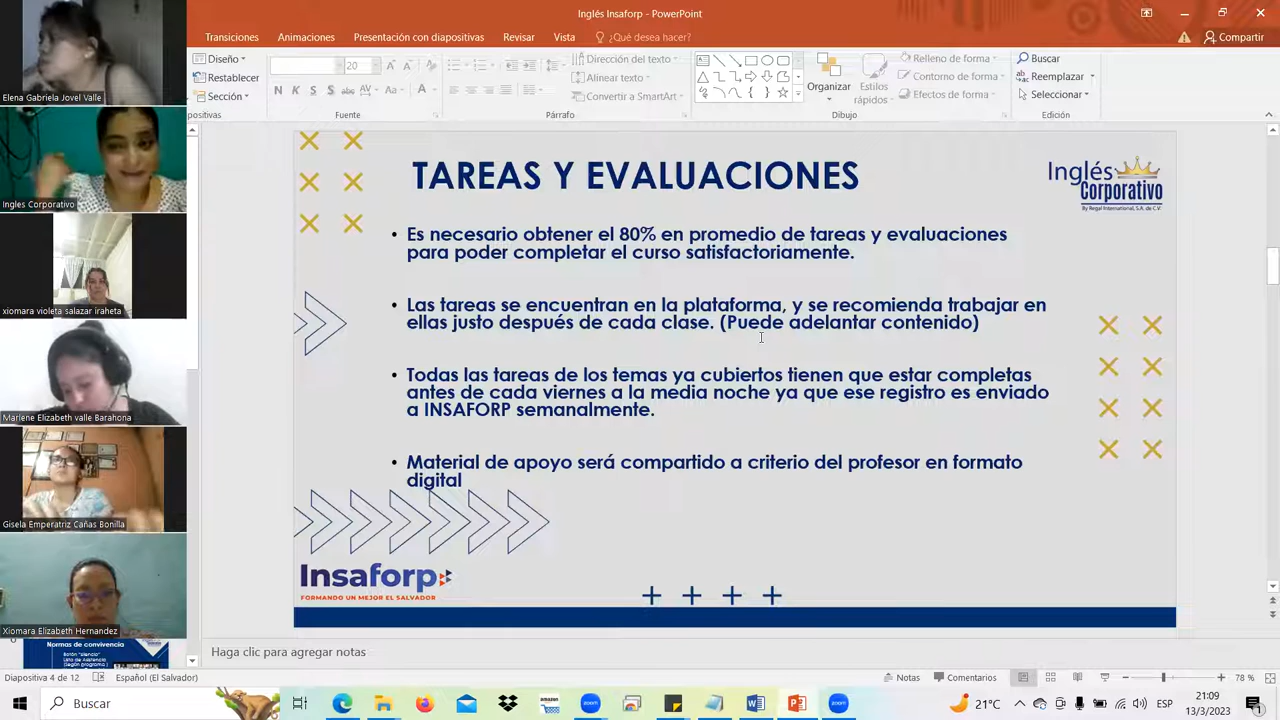 Inglés Insaforp - PowerPoint
Transiciones
Animaciones
Presentación con diapositivas
Revisar
Vista
¿Qué desea hacer?
Compartir
Diseño
Restablecer
Sección
20
Dirección del texto
Alinear texto
Convertir a SmartArt
Organizar
Estilos
rápidos
Relleno de forma
Contorno de forma
Efectos de forma
Buscar
Reemplazar
Seleccionar
positivas
Fuente
Párrafo
Dibujo
Edición
Elena Gabriela Jovel Valle
Ingles Corporativo
xiomara violeta salazar iraheta
Marlene Elizabeth valle Barahona
Gisela Emperatriz Cañas Bonilla
Xiomara Elizabeth Hernandez
TAREAS Y EVALUACIONES
Inglés
Corporativo
By Regal International, S.A. de C.V.
• Es necesario obtener el 80% en promedio de tareas y evaluaciones
para poder completar el curso satisfactoriamente.
• Las tareas se encuentran en la plataforma, y se recomienda trabajar en
ellas justo después de cada clase. (Puede adelantar contenido)
• Todas las tareas de los temas ya cubiertos tienen que estar completas
antes de cada viernes a la media noche ya que ese registro es enviado
a INSAFORP semanalmente.
• Material de apoyo será compartido a criterio del profesor en formato
digital
Insaforp
FORMANDO UN MEJOR EL SALVADOR
Normas de convivencia
Haga clic para agregar notas
Diapositiva 4 de 12
Español (El Salvador)
Notas
Comentarios
78 %
Buscar
21°C
ESP
21:09
13/3/2023